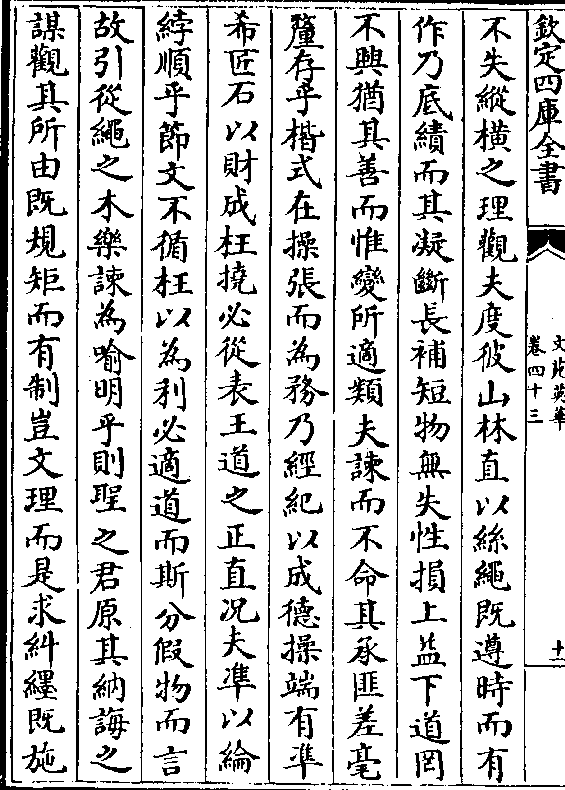 欽定四庫全書
文苑英華
卷四十三
十一
不失縱横之理觀夫度彼山林直以絲繩既遵時而有
作乃底績而其凝斷長補短物無失性損上益下道罔
不興猶其善而惟變所適類夫諫而不命其承匪差毫
釐存乎楷式在操張而為務乃經紀以成德操端有凖
希匠石以財成枉撓必從表王道之正直况夫凖以綸
綍順乎節文不循枉以為利必適道而斯分假物而言
故引從繩之木樂諫為喻明乎則聖之君原其納誨之
謀觀其所由既規矩而有制豈文理而是求糾纆既施